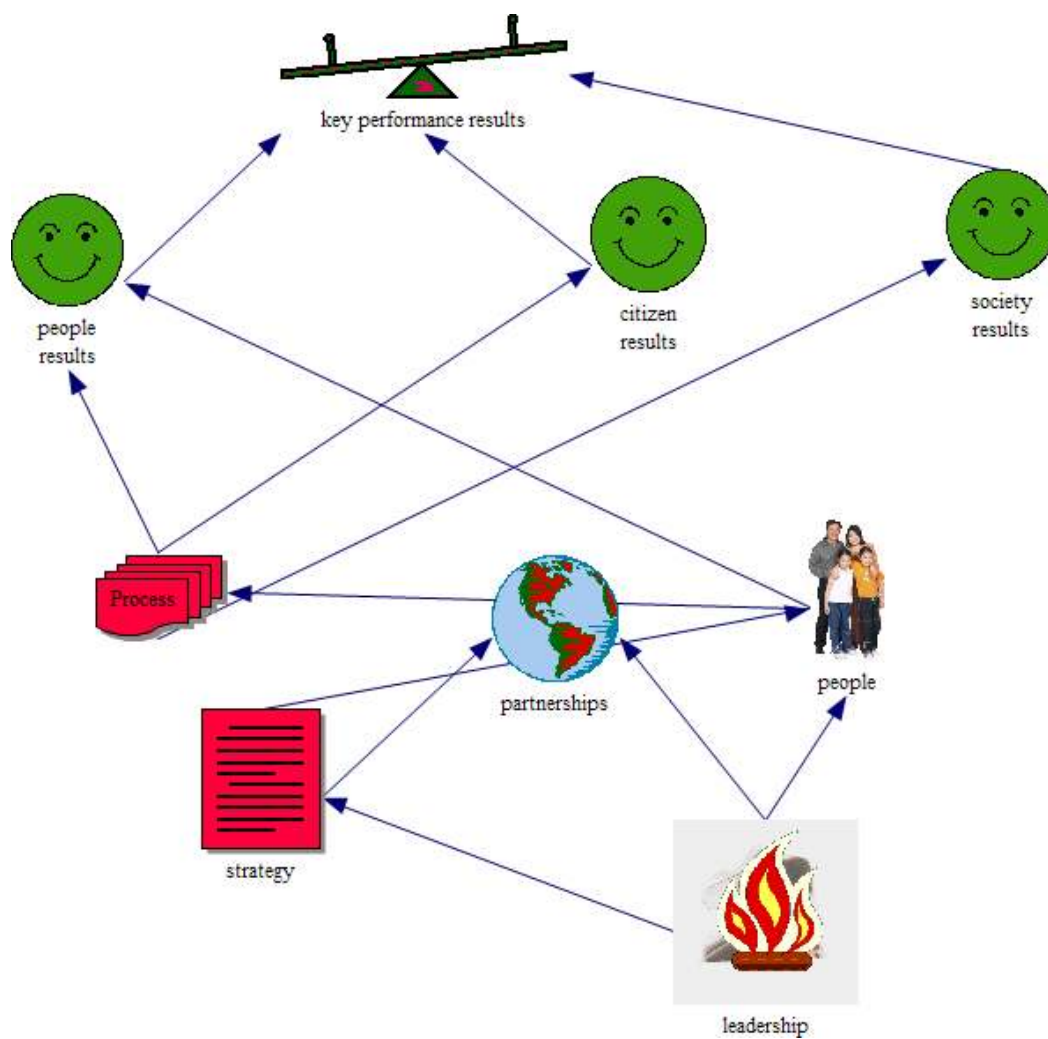 key performance results
people
results
citizen
results
society
results
Process
partnerships
people
strategy
leadership